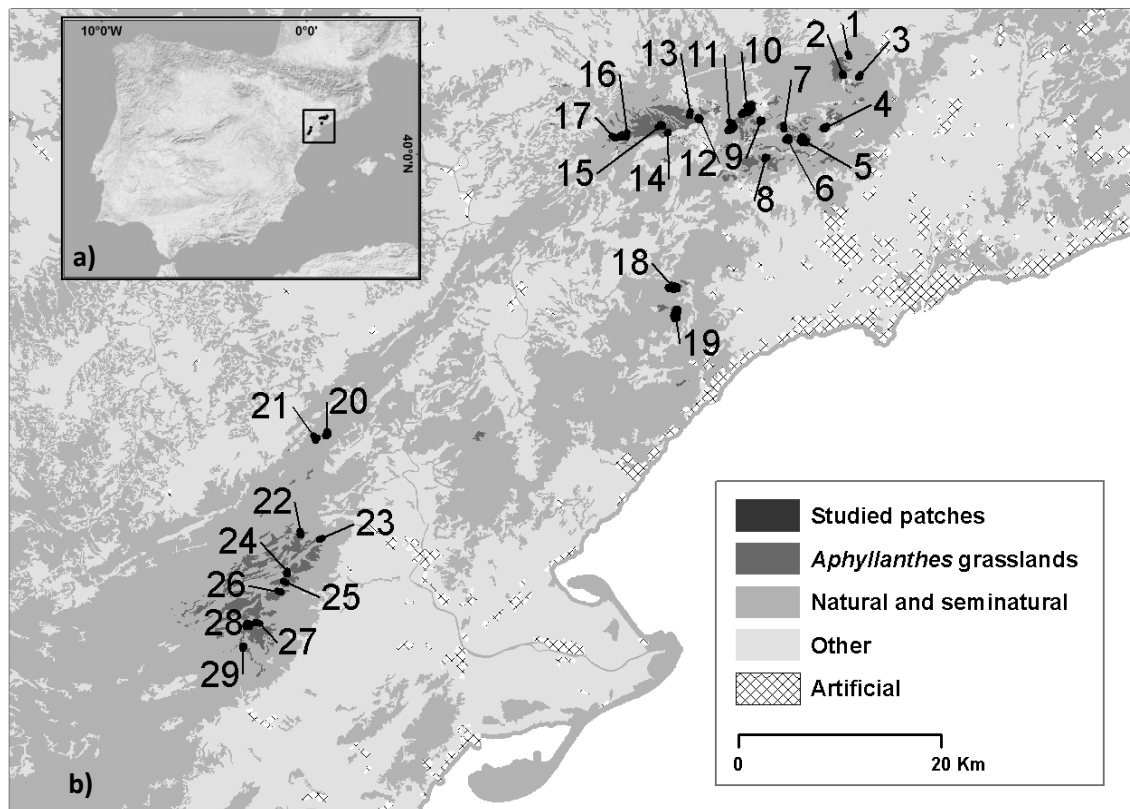 10°0'W 0°0'
40°0'N
a)
1
2
3
4
5
6
7
8
9
10
11
12
13
14
15
16
17
18
19
20
21
22
23
24
25
26
27
28
29
b)
Studied patches
Aphyllanthes grasslands
Natural and seminatural
Other
Artificial
0 20 Km